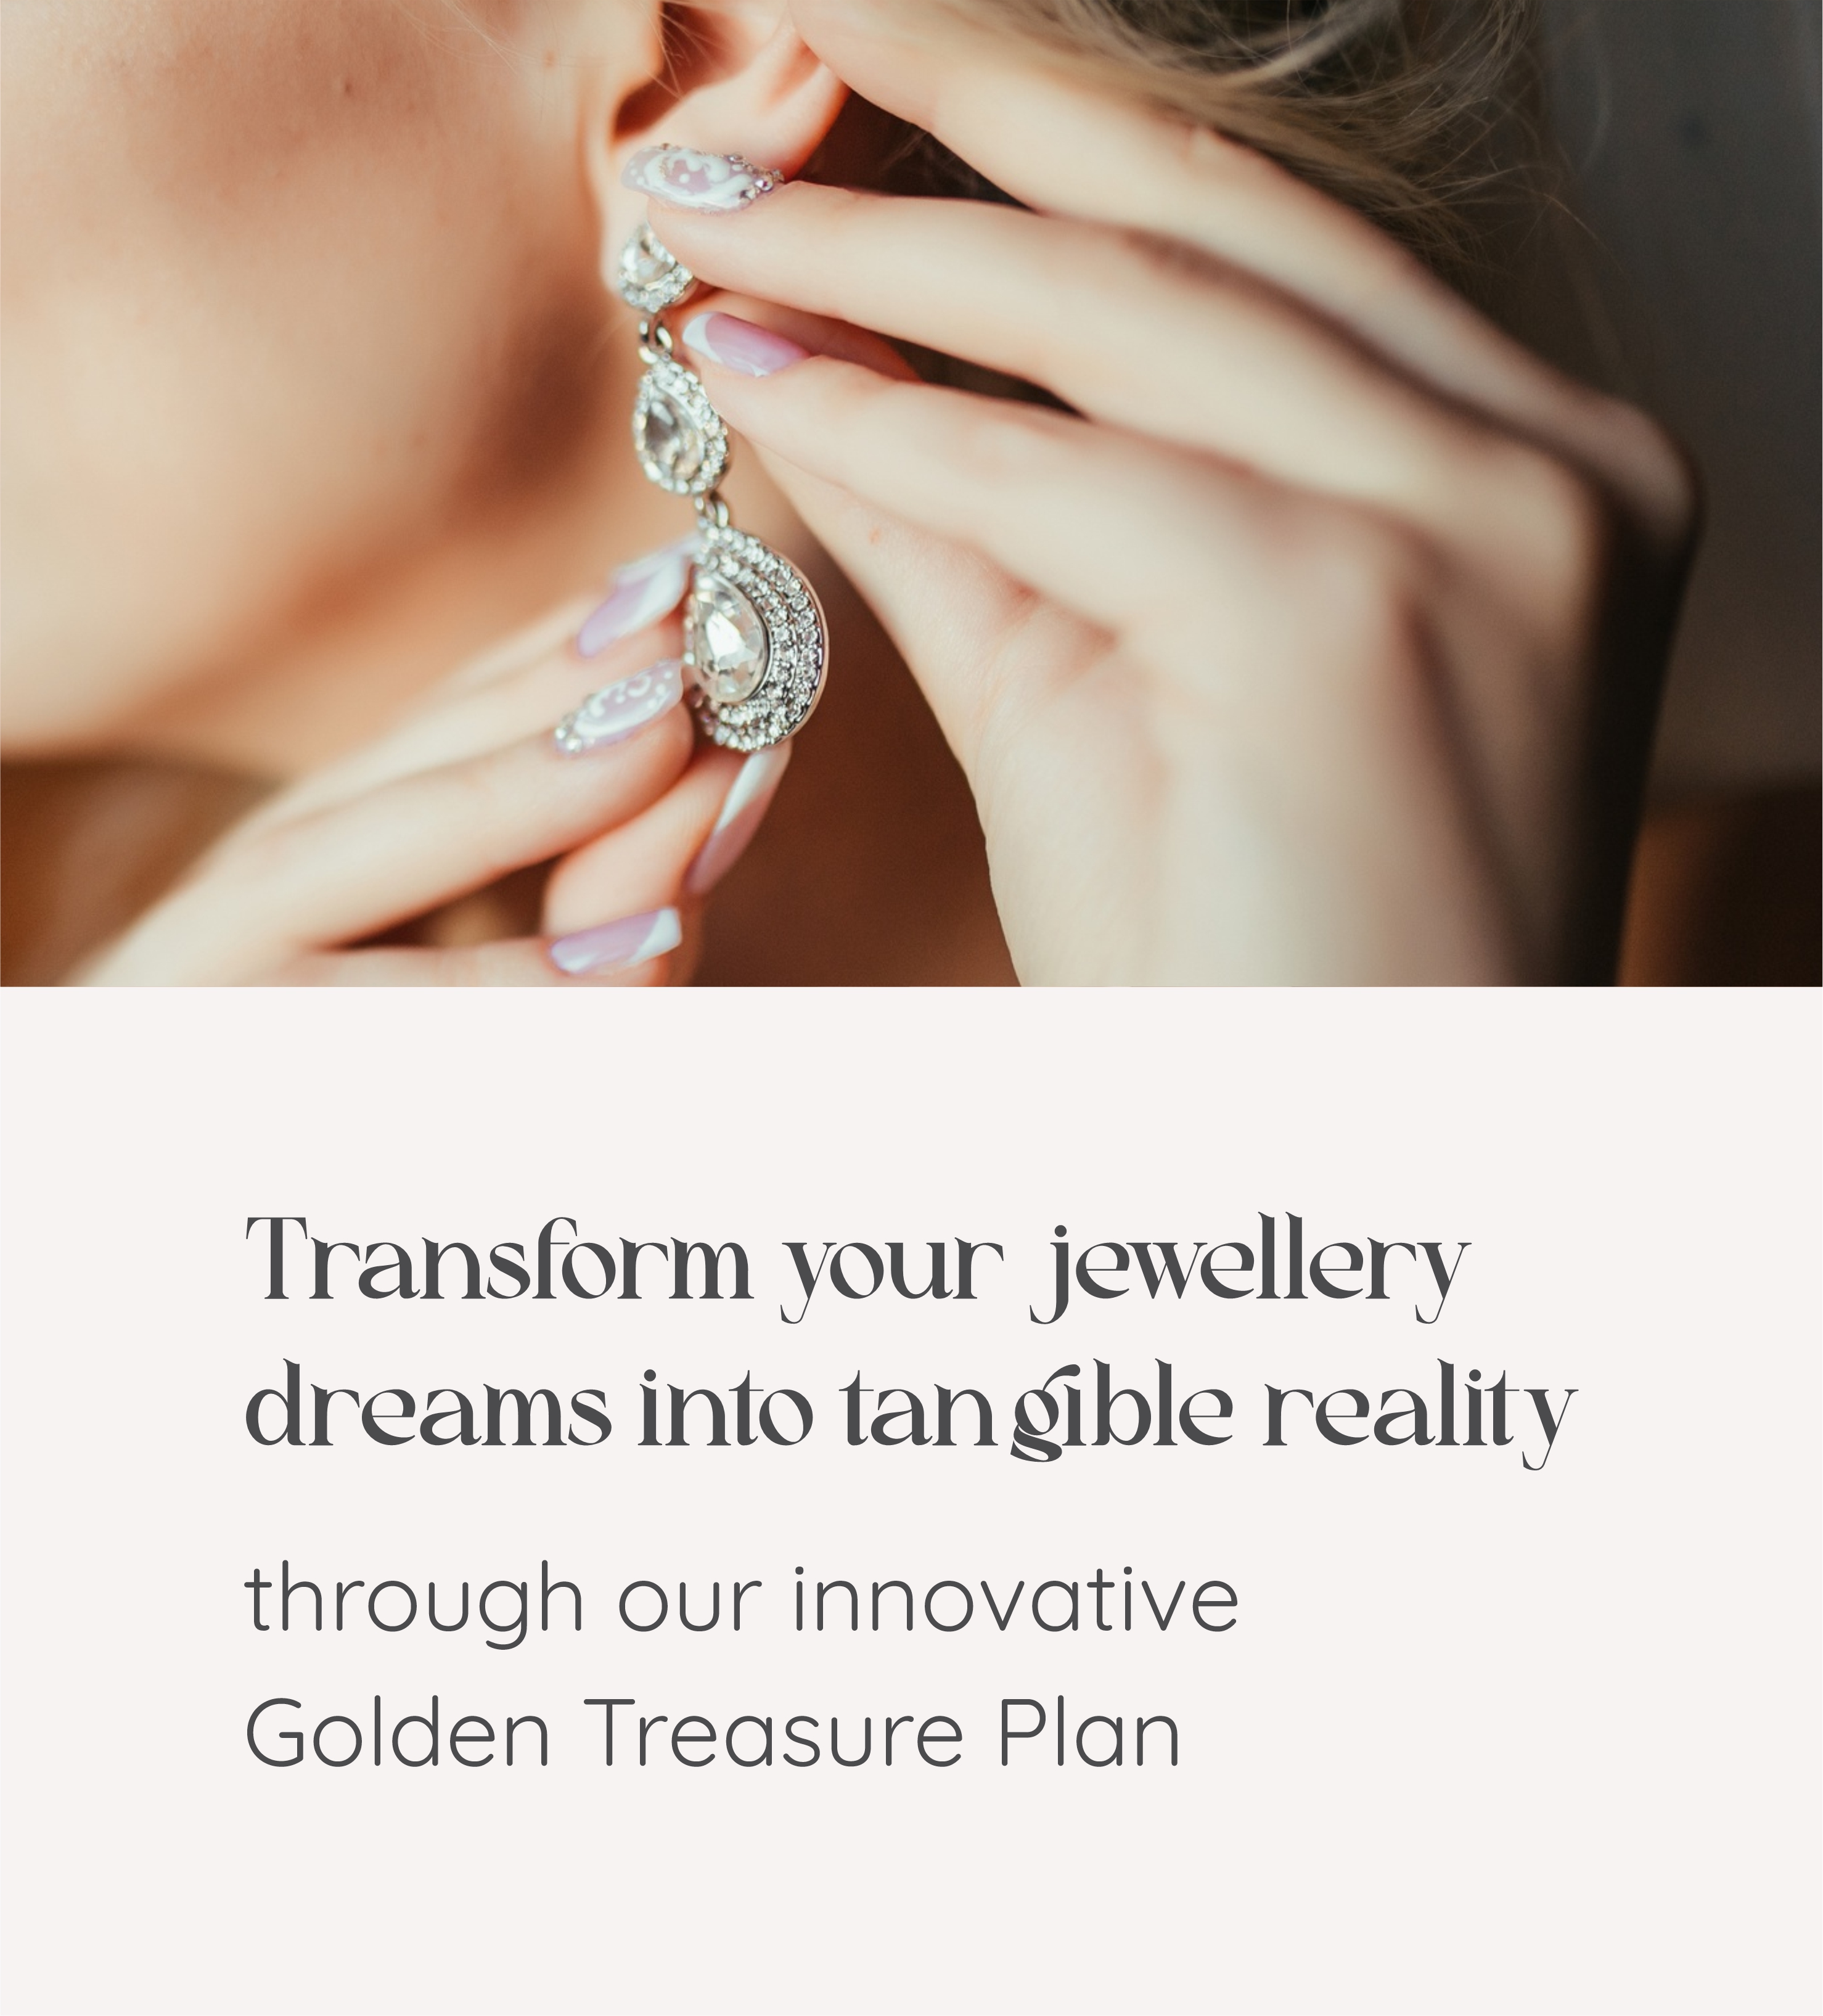 Transform your jewellery
dreams into tangible reality
through our innovative
Golden Treasure Plan